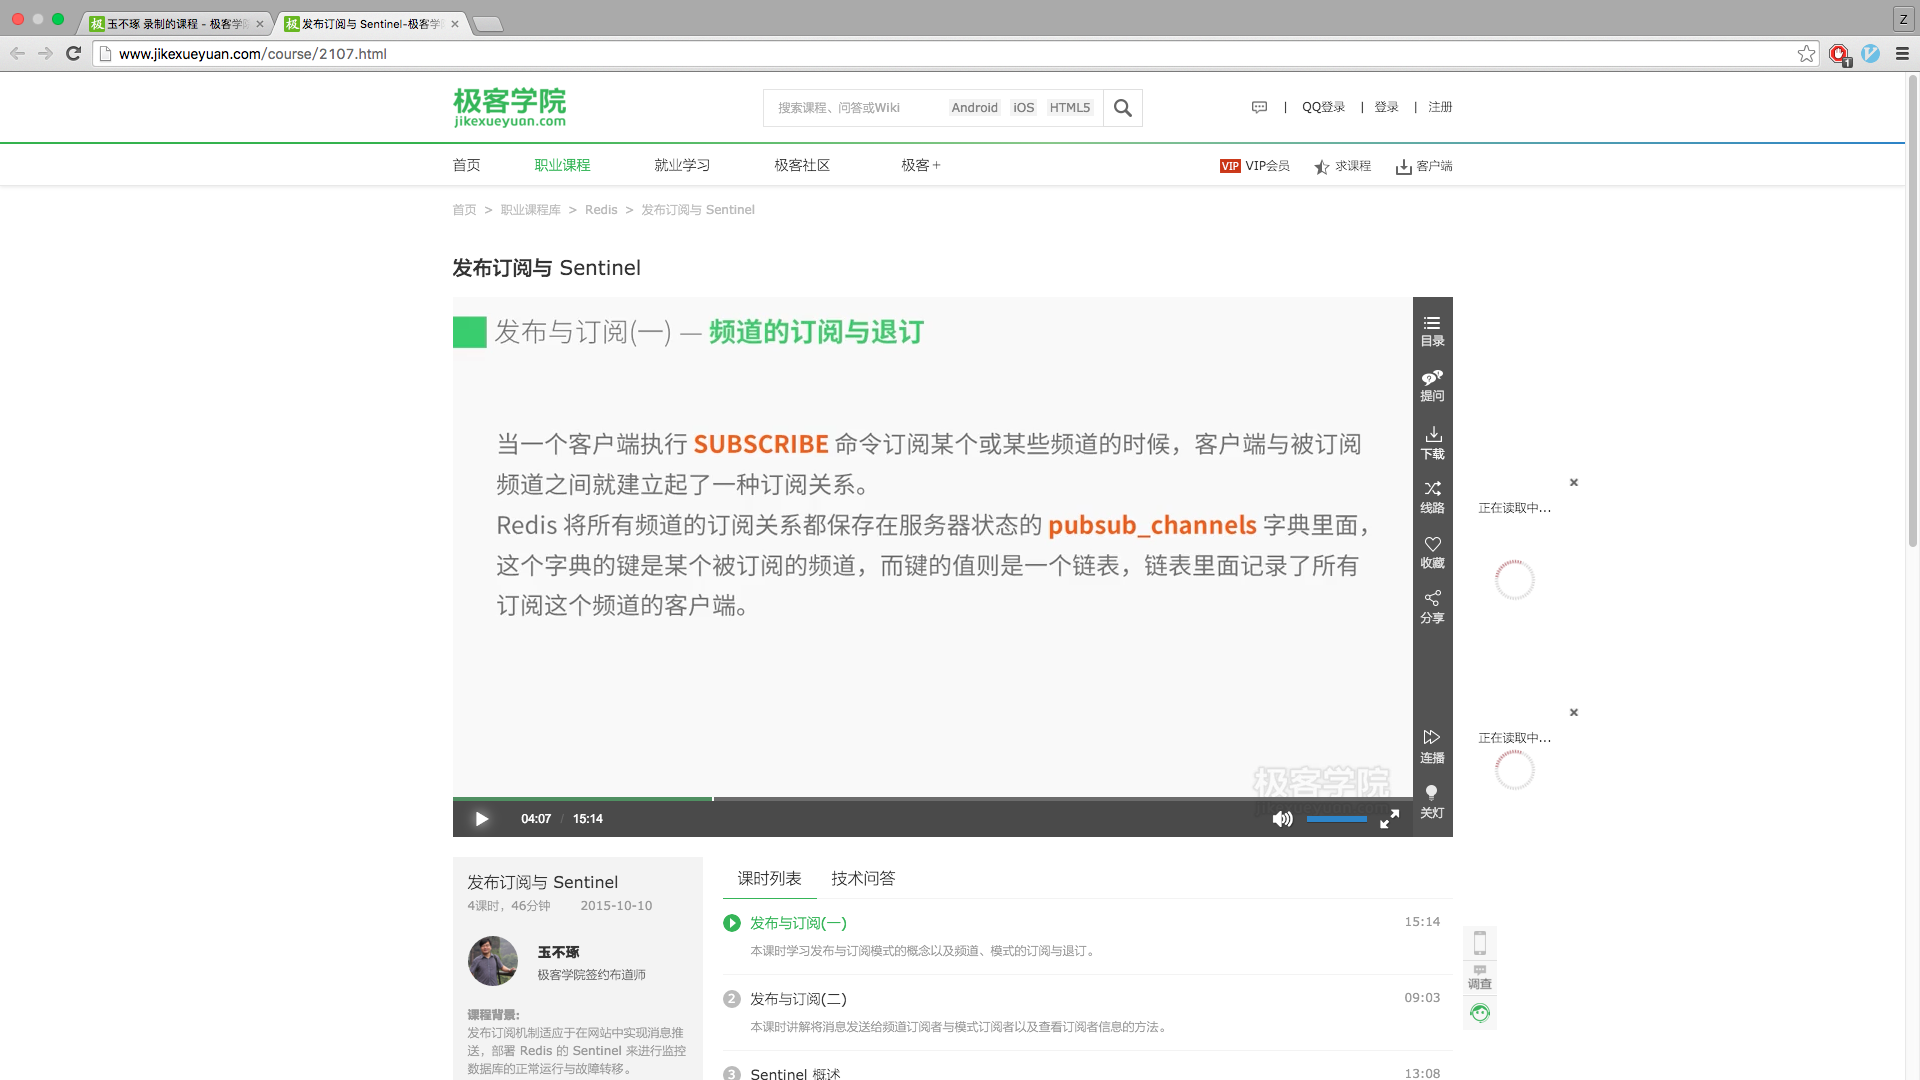 玉不琢 录制的课程 - 极客学
发布订阅与 Sentinel-极客学
Z
www.jikexueyuan.com/course/2107.html
极客学院
jikexueyuan.com
搜索课程、问答或Wiki Android iOS HTML5
| QQ登录 | 登录 | 注册
首页 职业课程 就业学习 极客社区 极客+
VIP VIP会员 求课程 客户端
首页 > 职业课程库 > Redis > 发布订阅与 Sentinel
发布订阅与 Sentinel
发布与订阅(一) — 频道的订阅与退订
当一个客户端执行 SUBSCRIBE 命令订阅某个或某些频道的时候，客户端与被订阅
频道之间就建立起了一种订阅关系。
Redis 将所有频道的订阅关系都保存在服务器状态的 pubsub_channels 字典里面，
这个字典的键是某个被订阅的频道，而键的值则是一个链表，链表里面记录了所有
订阅这个频道的客户端。
极客学院
04:07 / 15:14
目录
提问
下载
线路
收藏
分享
连播
关灯
正在读取中...
正在读取中...
发布订阅与 Sentinel
4课时，46分钟 2015-10-10
玉不琢
极客学院签约布道师
课程背景:
发布订阅机制适应于在网站中实现消息推
送，部署 Redis 的 Sentinel 来进行监控
数据库的正常运行与故障转移。
课时列表 技术问答
发布与订阅(一) 15:14
本课时学习发布与订阅模式的概念以及频道、模式的订阅与退订。
2 发布与订阅(二) 09:03
本课时讲解将消息发送给频道订阅者与模式订阅者以及查看订阅者信息的方法。
3 Sentinel 概述 13:08
调查